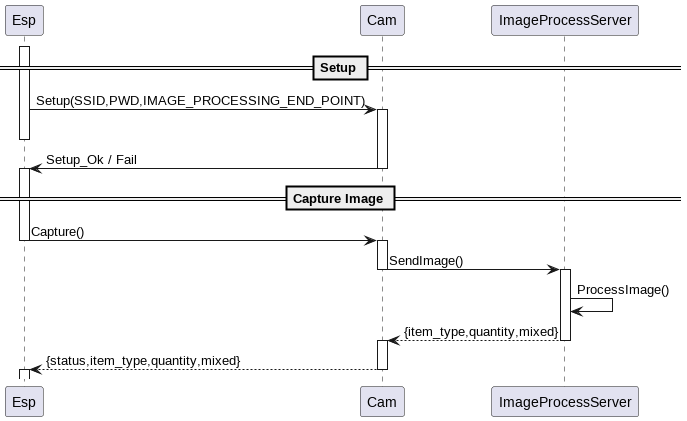 Esp Cam ImageProcessServer
Setup
Setup(SSID,PWD,IMAGE_PROCESSING_END_POINT)
Setup_Ok / Fail
Capture Image
Capture()
SendImage()
ProcessImage()
{item_type,quantity,mixed}
{status,item_type,quantity,mixed}
Esp Cam ImageProcessServer